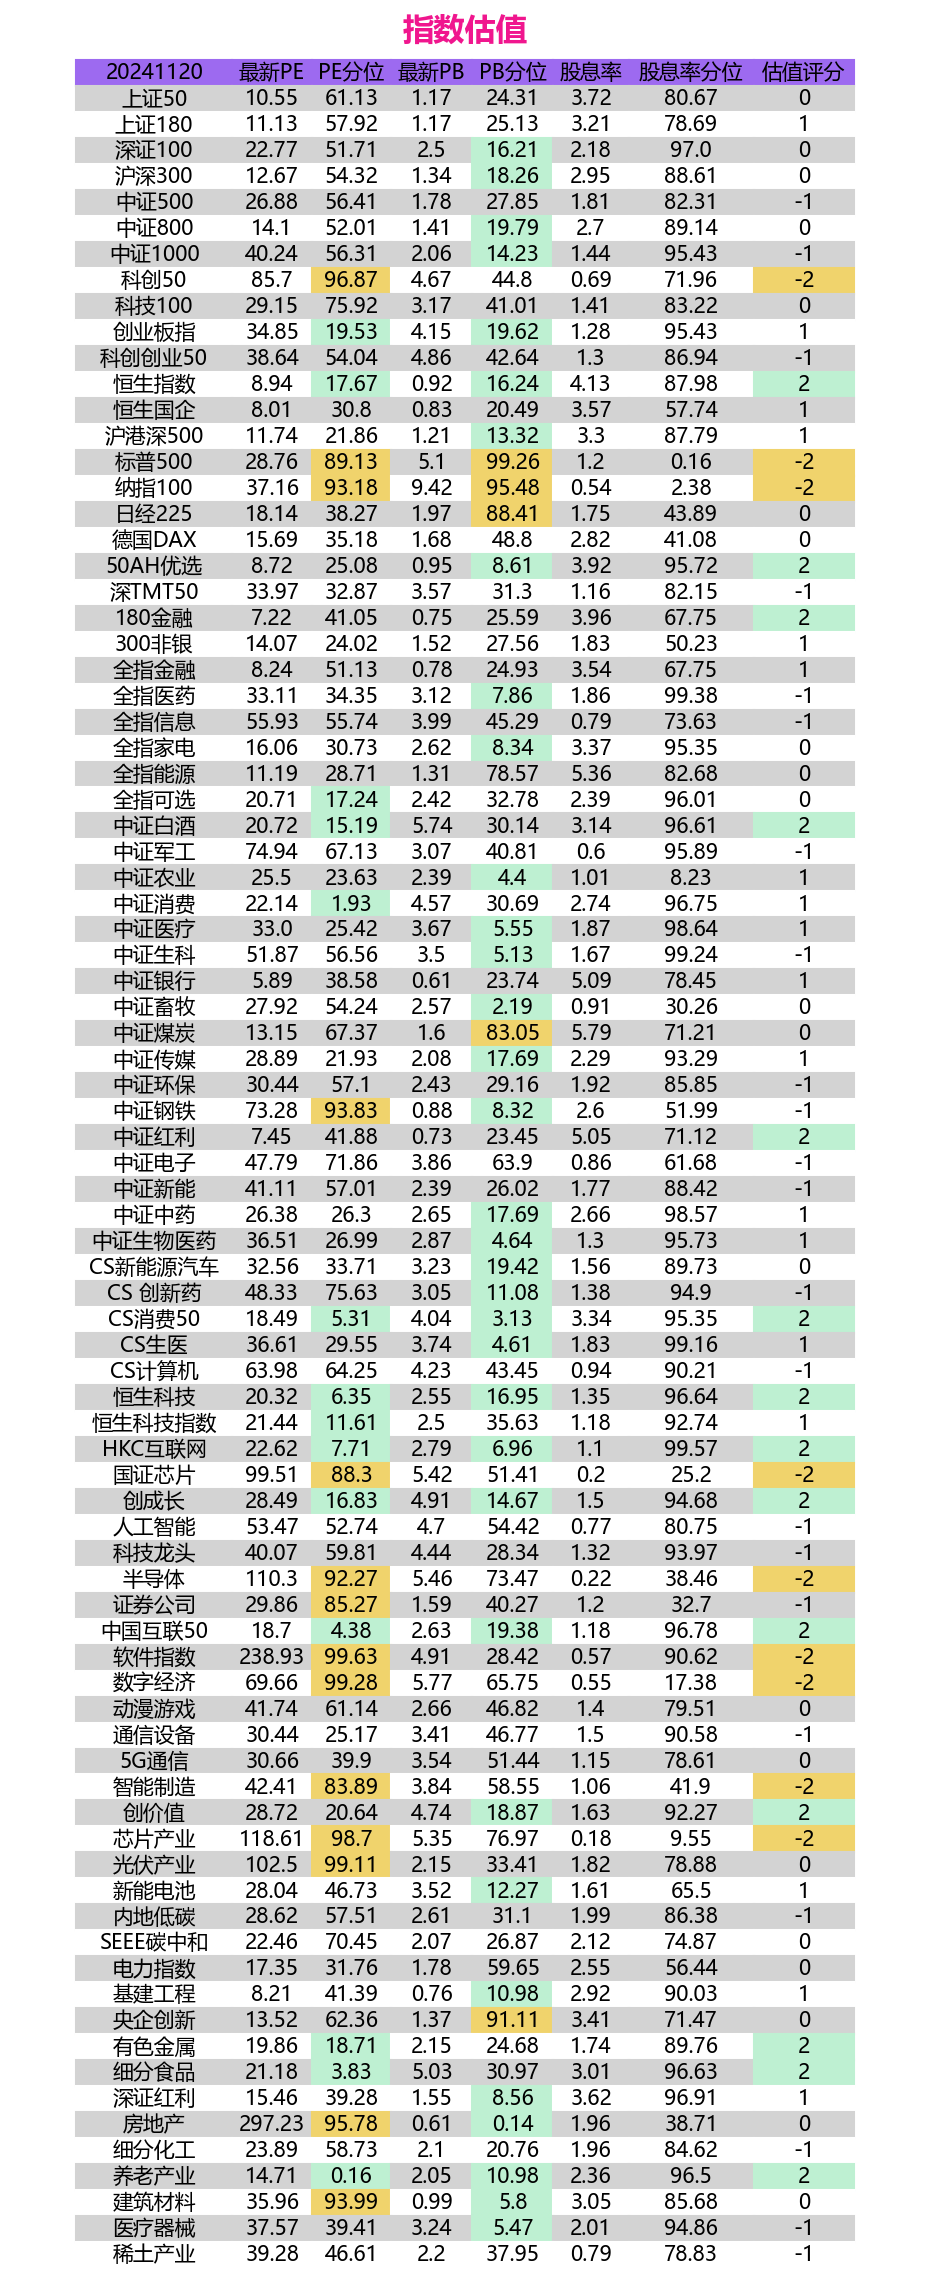 指数估值
20241120 最新PE PE分位 最新PB PB分位 股息率 股息率分位 估值评分
上证50 10.55 61.13 1.17 24.31 3.72 80.67 0
上证180 11.13 57.92 1.17 25.13 3.21 78.69 1
深证100 22.77 51.71 2.5 16.21 2.18 97.0 0
沪深300 12.67 54.32 1.34 18.26 2.95 88.61 0
中证500 26.88 56.41 1.78 27.85 1.81 82.31 -1
中证800 14.1 52.01 1.41 19.79 2.7 89.14 0
中证1000 40.24 56.31 2.06 14.23 1.44 95.43 -1
科创50 85.7 96.87 4.67 44.8 0.69 71.96 -2
科技100 29.15 75.92 3.17 41.01 1.41 83.22 0
创业板指 34.85 19.53 4.15 19.62 1.28 95.43 1
科创创业50 38.64 54.04 4.86 42.64 1.3 86.94 -1
恒生指数 8.94 17.67 0.92 16.24 4.13 87.98 2
恒生国企 8.01 30.8 0.83 20.49 3.57 57.74 1
沪港深500 11.74 21.86 1.21 13.32 3.3 87.79 1
标普500 28.76 89.13 5.1 99.26 1.2 0.16 -2
纳指100 37.16 93.18 9.42 95.48 0.54 2.38 -2
日经225 18.14 38.27 1.97 88.41 1.75 43.89 0
德国DAX 15.69 35.18 1.68 48.8 2.82 41.08 0
50AH优选 8.72 25.08 0.95 8.61 3.92 95.72 2
深TMT50 33.97 32.87 3.57 31.3 1.16 82.15 -1
180金融 7.22 41.05 0.75 25.59 3.96 67.75 2
300非银 14.07 24.02 1.52 27.56 1.83 50.23 1
全指金融 8.24 51.13 0.78 24.93 3.54 67.75 1
全指医药 33.11 34.35 3.12 7.86 1.86 99.38 -1
全指信息 55.93 55.74 3.99 45.29 0.79 73.63 -1
全指家电 16.06 30.73 2.62 8.34 3.37 95.35 0
全指能源 11.19 28.71 1.31 78.57 5.36 82.68 0
全指可选 20.71 17.24 2.42 32.78 2.39 96.01 0
中证白酒 20.72 15.19 5.74 30.14 3.14 96.61 2
中证军工 74.94 67.13 3.07 40.81 0.6 95.89 -1
中证农业 25.5 23.63 2.39 4.4 1.01 8.23 1
中证消费 22.14 1.93 4.57 30.69 2.74 96.75 1
中证医疗 33.0 25.42 3.67 5.55 1.87 98.64 1
中证生科 51.87 56.56 3.5 5.13 1.67 99.24 -1
中证银行 5.89 38.58 0.61 23.74 5.09 78.45 1
中证畜牧 27.92 54.24 2.57 2.19 0.91 30.26 0
中证煤炭 13.15 67.37 1.6 83.05 5.79 71.21 0
中证传媒 28.89 21.93 2.08 17.69 2.29 93.29 1
中证环保 30.44 57.1 2.43 29.16 1.92 85.85 -1
中证钢铁 73.28 93.83 0.88 8.32 2.6 51.99 -1
中证红利 7.45 41.88 0.73 23.45 5.05 71.12 2
中证电子 47.79 71.86 3.86 63.9 0.86 61.68 -1
中证新能 41.11 57.01 2.39 26.02 1.77 88.42 -1
中证中药 26.38 26.3 2.65 17.69 2.66 98.57 1
中证生物医药 36.51 26.99 2.87 4.64 1.3 95.73 1
CS新能源汽车 32.56 33.71 3.23 19.42 1.56 89.73 0
CS 创新药 48.33 75.63 3.05 11.08 1.38 94.9 -1
CS消费50 18.49 5.31 4.04 3.13 3.34 95.35 2
CS生医 36.61 29.55 3.74 4.61 1.83 99.16 1
CS计算机 63.98 64.25 4.23 43.45 0.94 90.21 -1
恒生科技 20.32 6.35 2.55 16.95 1.35 96.64 2
恒生科技指数 21.44 11.61 2.5 35.63 1.18 92.74 1
HKC互联网 22.62 7.71 2.79 6.96 1.1 99.57 2
国证芯片 99.51 88.3 5.42 51.41 0.2 25.2 -2
创成长 28.49 16.83 4.91 14.67 1.5 94.68 2
人工智能 53.47 52.74 4.7 54.42 0.77 80.75 -1
科技龙头 40.07 59.81 4.44 28.34 1.32 93.97 -1
半导体 110.3 92.27 5.46 73.47 0.22 38.46 -2
证券公司 29.86 85.27 1.59 40.27 1.2 32.7 -1
中国互联50 18.7 4.38 2.63 19.38 1.18 96.78 2
软件指数 238.93 99.63 4.91 28.42 0.57 90.62 -2
数字经济 69.66 99.28 5.77 65.75 0.55 17.38 -2
动漫游戏 41.74 61.14 2.66 46.82 1.4 79.51 0
通信设备 30.44 25.17 3.41 46.77 1.5 90.58 -1
5G通信 30.66 39.9 3.54 51.44 1.15 78.61 0
智能制造 42.41 83.89 3.84 58.55 1.06 41.9 -2
创价值 28.72 20.64 4.74 18.87 1.63 92.27 2
芯片产业 118.61 98.7 5.35 76.97 0.18 9.55 -2
光伏产业 102.5 99.11 2.15 33.41 1.82 78.88 0
新能电池 28.04 46.73 3.52 12.27 1.61 65.5 1
内地低碳 28.62 57.51 2.61 31.1 1.99 86.38 -1
SEEE碳中和 22.46 70.45 2.07 26.87 2.12 74.87 0
电力指数 17.35 31.76 1.78 59.65 2.55 56.44 0
基建工程 8.21 41.39 0.76 10.98 2.92 90.03 1
央企创新 13.52 62.36 1.37 91.11 3.41 71.47 0
有色金属 19.86 18.71 2.15 24.68 1.74 89.76 2
细分食品 21.18 3.83 5.03 30.97 3.01 96.63 2
深证红利 15.46 39.28 1.55 8.56 3.62 96.91 1
房地产 297.23 95.78 0.61 0.14 1.96 38.71 0
细分化工 23.89 58.73 2.1 20.76 1.96 84.62 -1
养老产业 14.71 0.16 2.05 10.98 2.36 96.5 2
建筑材料 35.96 93.99 0.99 5.8 3.05 85.68 0
医疗器械 37.57 39.41 3.24 5.47 2.01 94.86 -1
稀土产业 39.28 46.61 2.2 37.95 0.79 78.83 -1